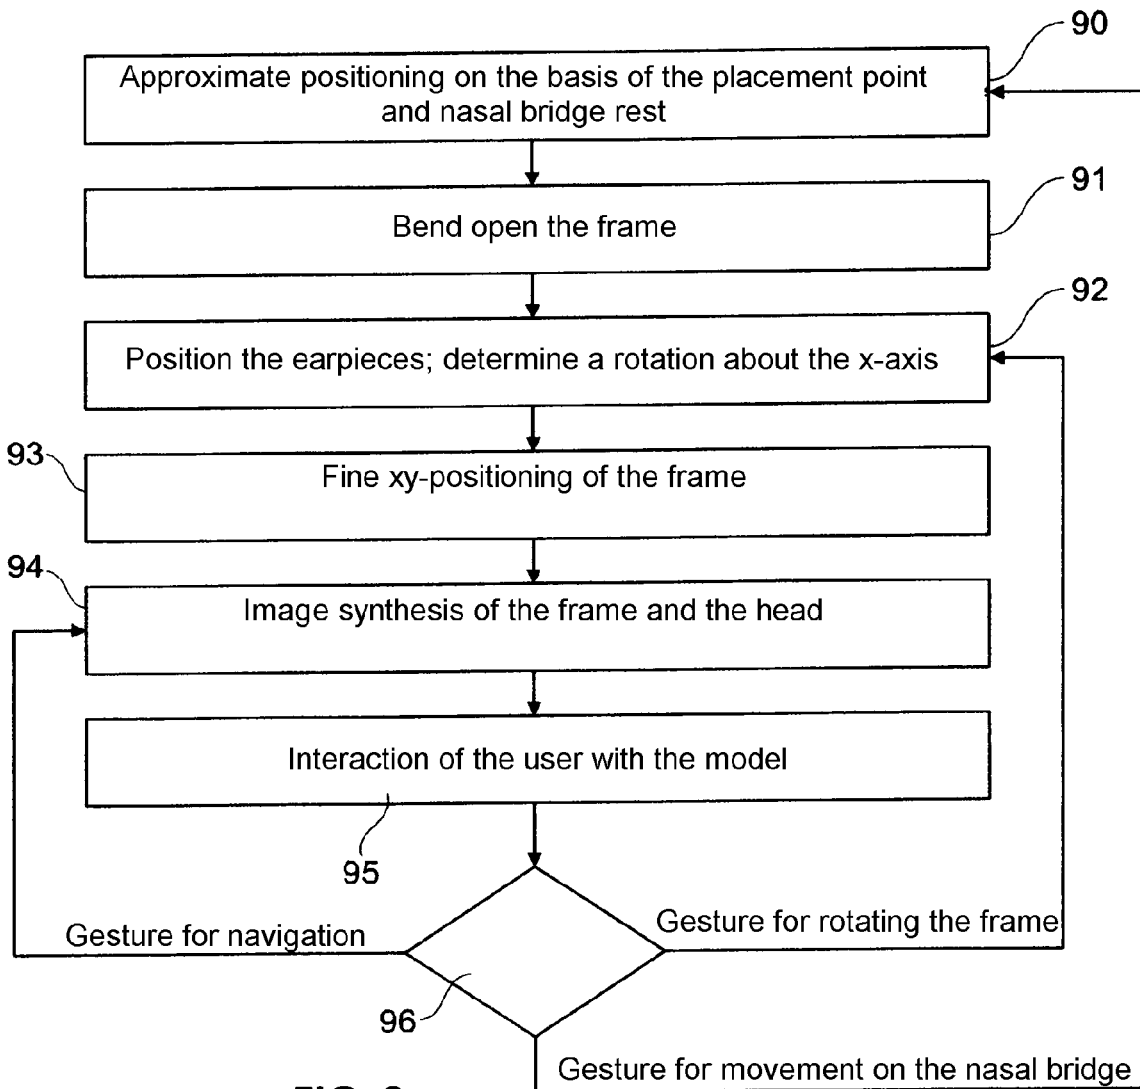 90
Approximate positioning on the basis of the placement point
and nasal bridge rest
91
Bend open the frame
92
Position the earpieces; determine a rotation about the x-axis
93
Fine xy-positioning of the frame
94
Image synthesis of the frame and the head
Interaction of the user with the model
95
Gesture for navigation
Gesture for rotating the frame
96
Gesture for movement on the nasal bridge